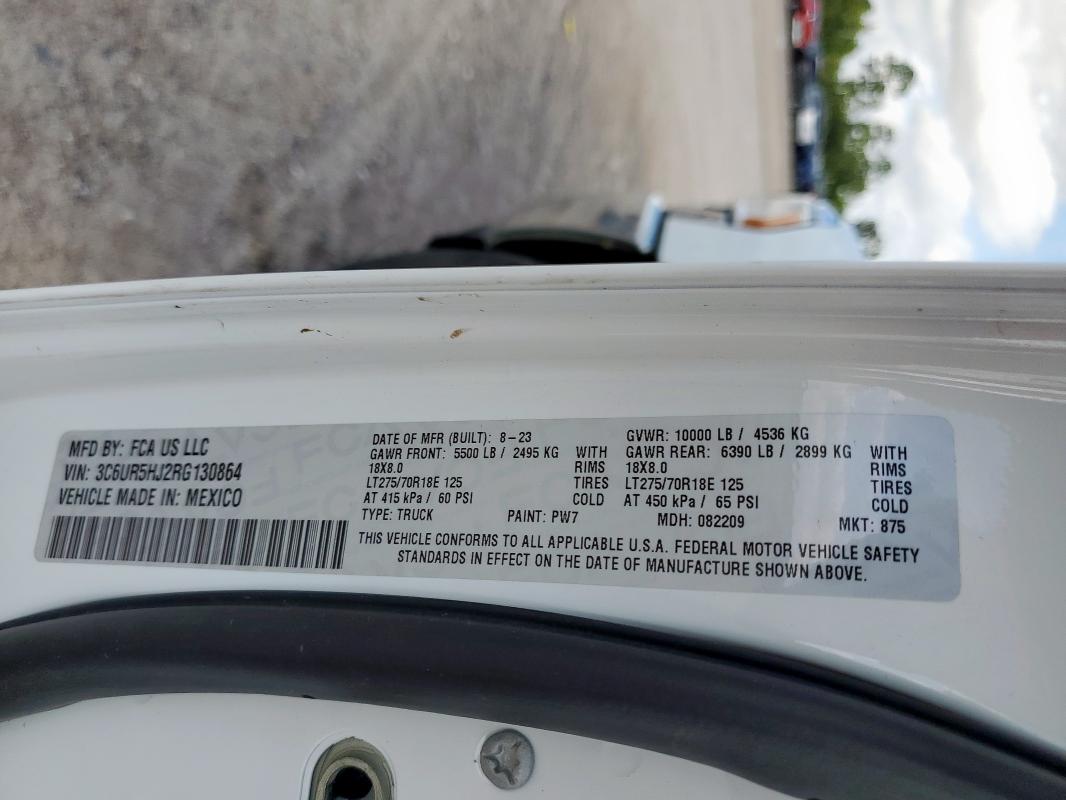 MFD BY: FCA US LLC
VIN: 3C6UR5HJ2RG130864
VEHICLE MADE IN: MEXICO
DATE OF MFR (BUILT): 8-23
GAWR FRONT: 5500 LB / 2495 KG WITH
18X8.0 RIMS
LT275/70R18E 125 TIRES
AT 415 kPa / 60 PSI COLD
TYPE: TRUCK PAINT: PW7
GVWR: 10000 LB / 4536 KG
GAWR REAR: 6390 LB / 2899 KG WITH
18X8.0 RIMS
LT275/70R18E 125 TIRES
AT 450 kPa / 65 PSI COLD
MDH: 082209 MKT: 875
THIS VEHICLE CONFORMS TO ALL APPLICABLE U.S.A. FEDERAL MOTOR VEHICLE SAFETY
STANDARDS IN EFFECT ON THE DATE OF MANUFACTURE SHOWN ABOVE.